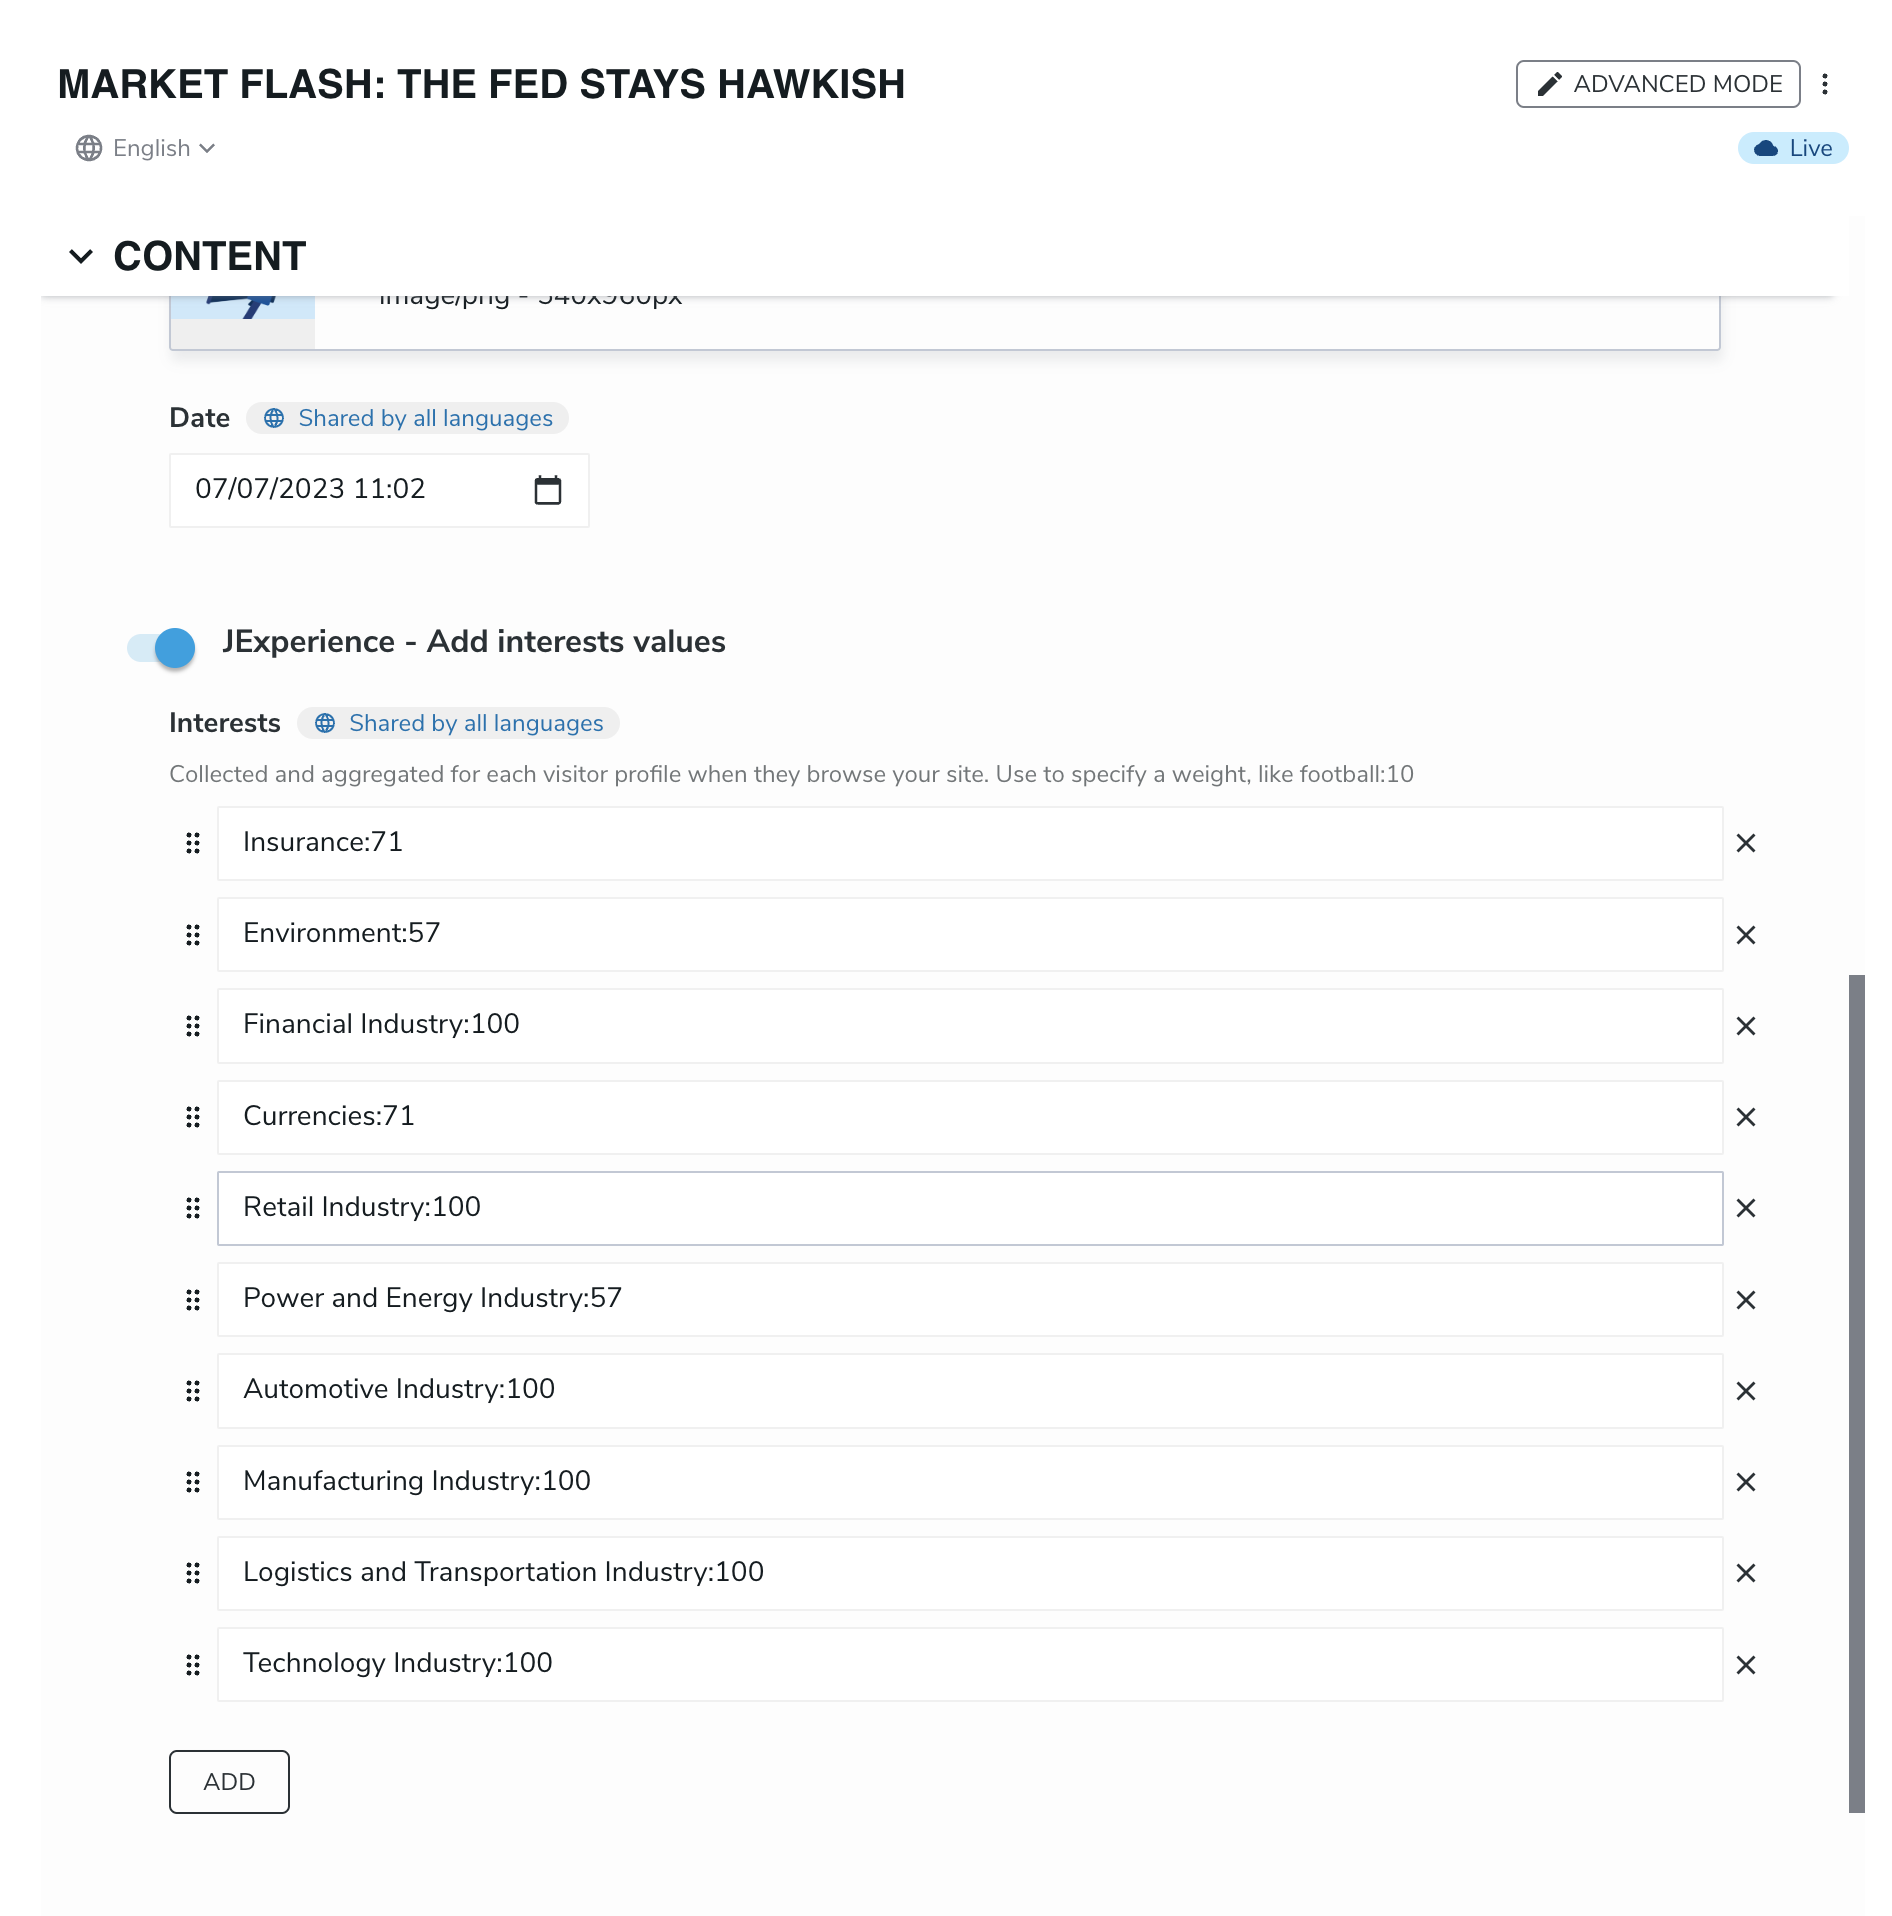 MARKET FLASH: THE FED STAYS HAWKISH
ADVANCED MODE
English
Live
CONTENT
image/png - 540x960px
Date
Shared by all languages
07/07/2023 11:02
JExperience - Add interests values
Interests
Shared by all languages
Collected and aggregated for each visitor profile when they browse your site. Use to specify a weight, like football:10
Insurance:71
Environment:57
Financial Industry:100
Currencies:71
Retail Industry:100
Power and Energy Industry:57
Automotive Industry:100
Manufacturing Industry:100
Logistics and Transportation Industry:100
Technology Industry:100
ADD